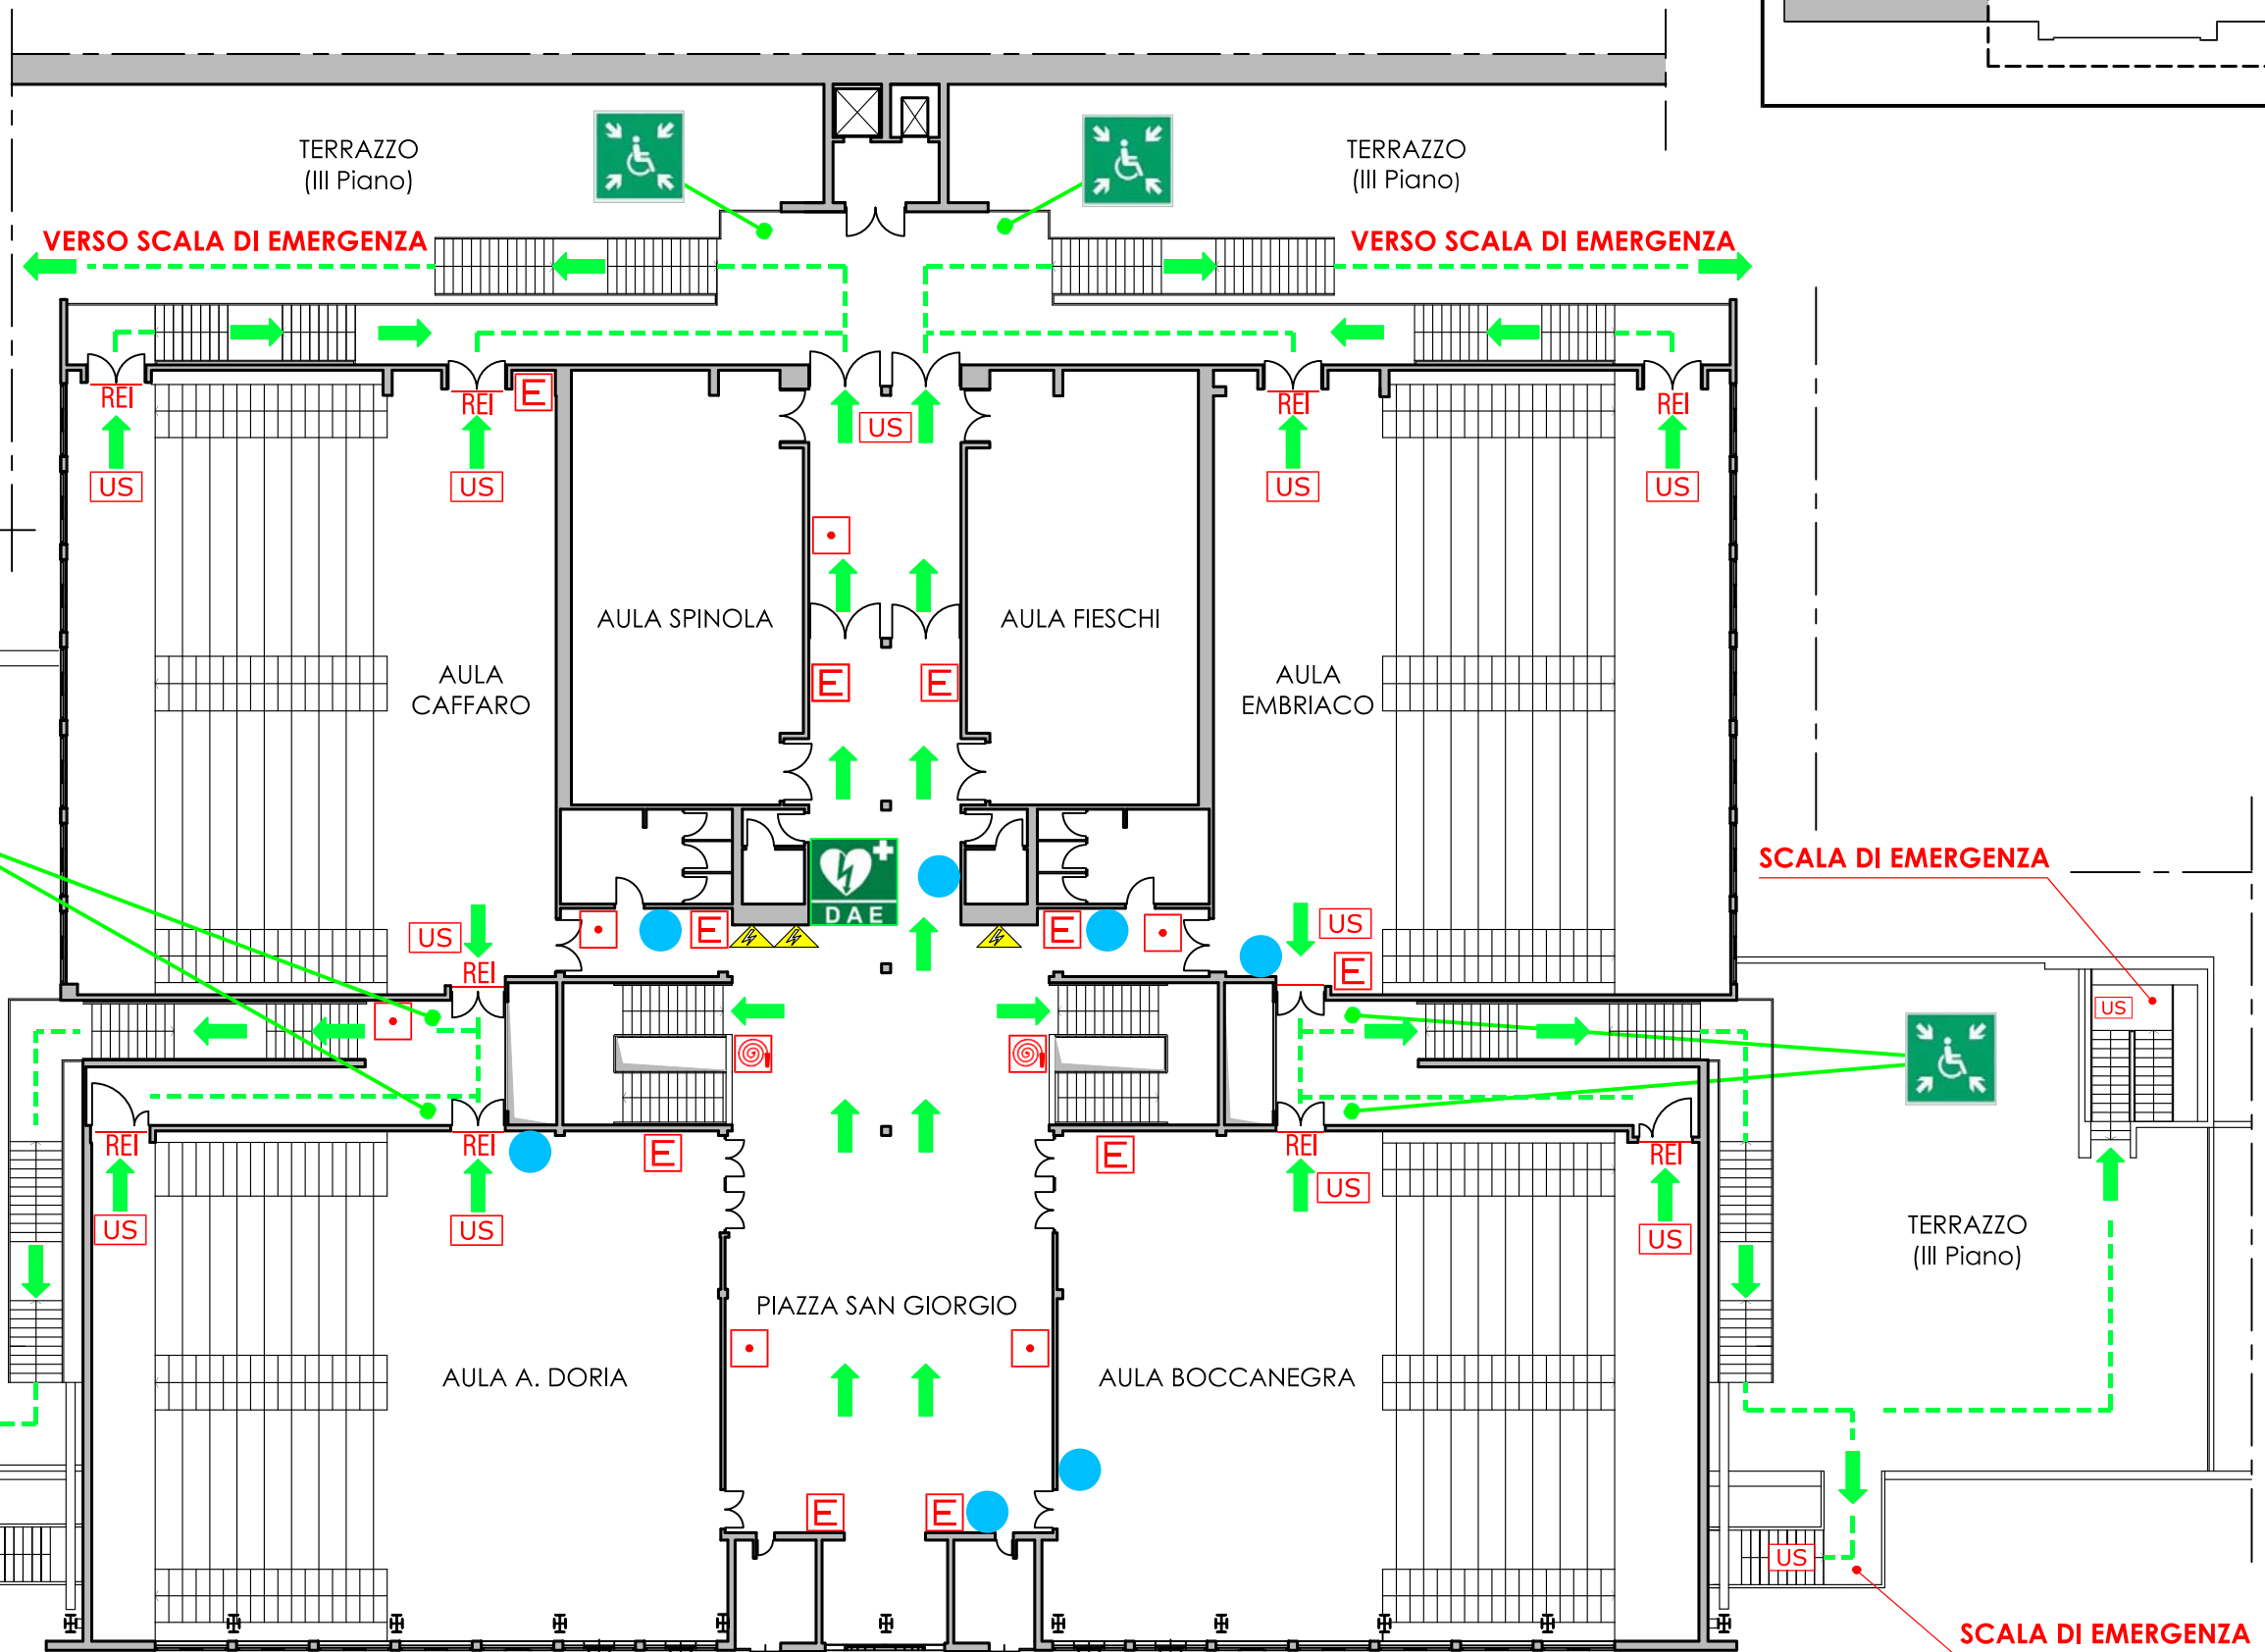 TERRAZZO
(III Piano)
TERRAZZO
(III Piano)
VERSO SCALA DI EMERGENZA
VERSO SCALA DI EMERGENZA
REI
REI
E
US
REI
REI
US
US
US
US
AULA SPINOLA
AULA FIESCHI
AULA
CAFFARO
E
E
AULA
EMBRIACO
SCALA DI EMERGENZA
DAE
US
E
E
US
REI
E
US
REI
REI
E
E
REI
REI
US
US
US
US
TERRAZZO
(III Piano)
PIAZZA SAN GIORGIO
AULA A. DORIA
AULA BOCCANEGRA
E
E
US
SCALA DI EMERGENZA